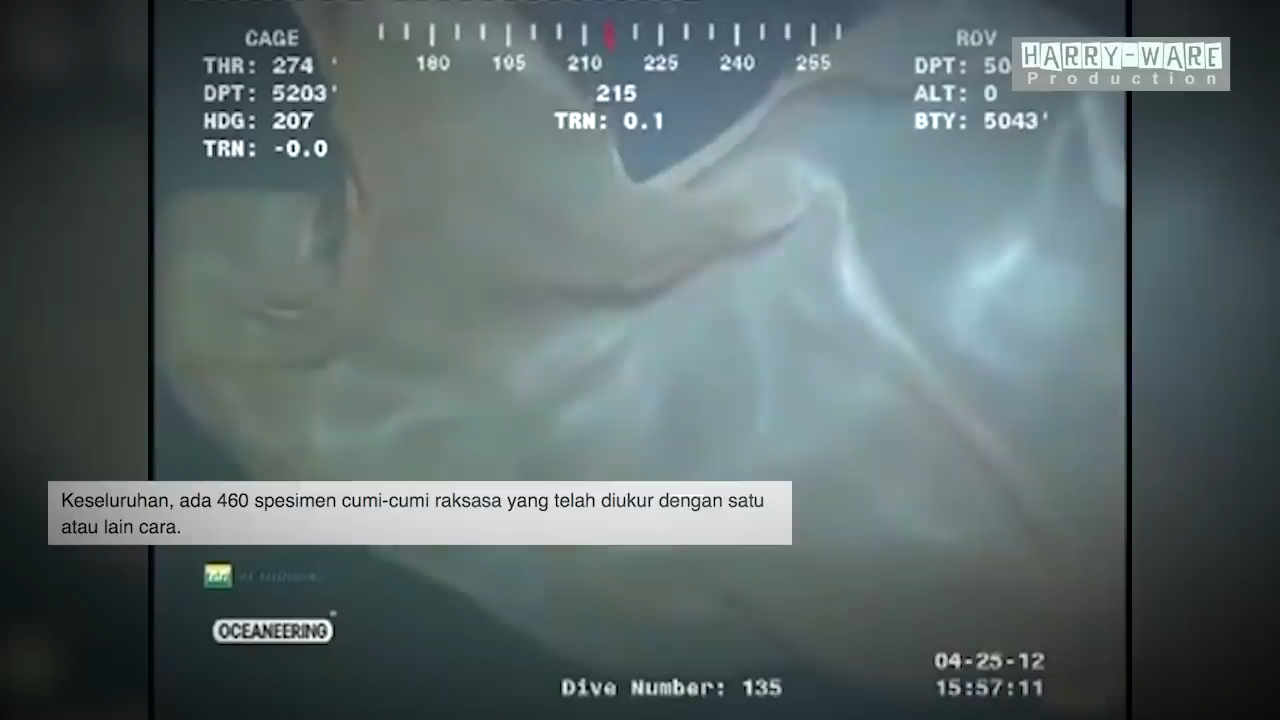 CAGE
THR: 274 '
DPT: 5203'
HDG: 207
TRN: -0.0
180 195 210 225 240 255
215
TRN: 0.1
ROV
DPT: 50
ALT: 0
BTY: 5043'
HARRY-WARE
Production
Keseluruhan, ada 460 spesimen cumi-cumi raksasa yang telah diukur dengan satu
atau lain cara.
OCEANEERING
Dive Number: 135
04-25-12
15:57:11